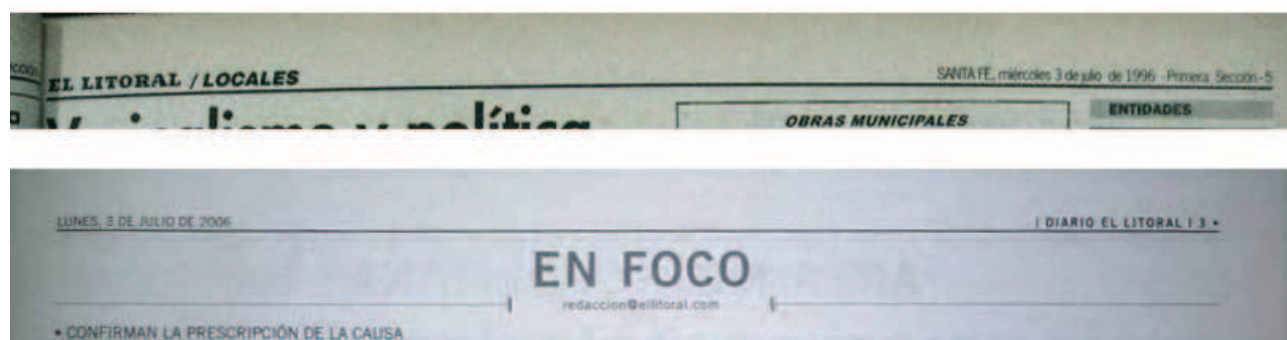 EL LITORAL / LOCALES
SANTA FE, miércoles 3 de julio de 1996 - Primera Sección - 5
y política
OBRAS MUNICIPALES
ENTIDADES
LUNES, 3 DE JULIO DE 2006
| DIARIO EL LITORAL | 3 •
EN FOCO
redaccion@ellitoral.com
• CONFIRMAN LA PRESCRIPCIÓN DE LA CAUSA